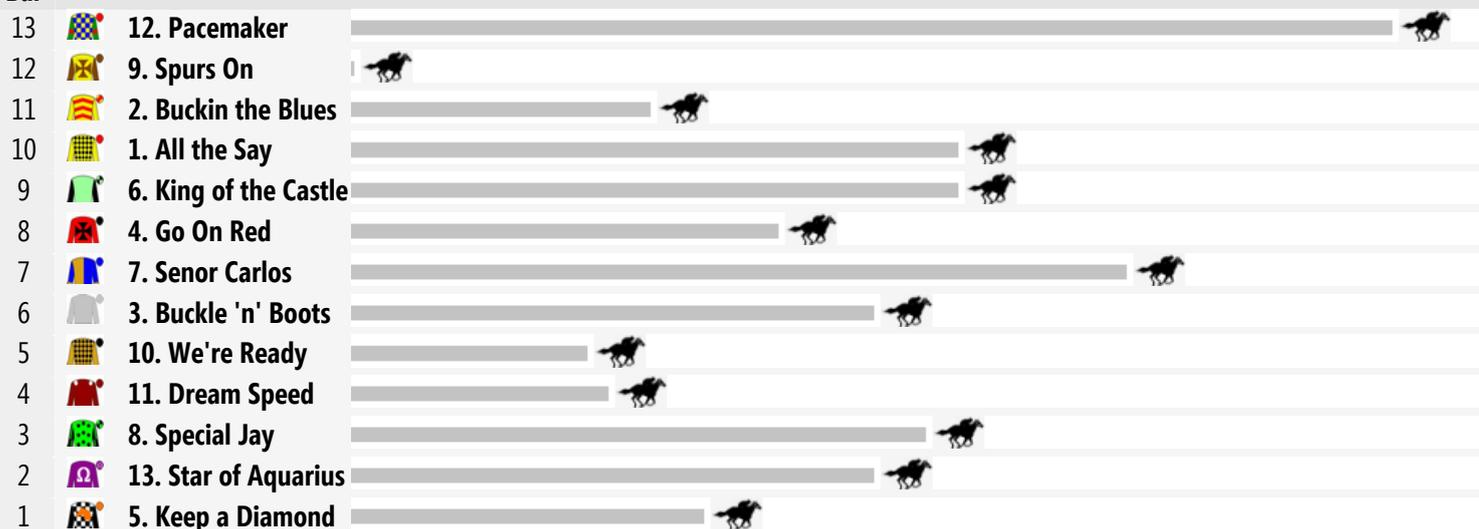 13 12. Pacemaker
12 9. Spurs On
11 2. Buckin the Blues
10 1. All the Say
9 6. King of the Castle
8 4. Go On Red
7 7. Senor Carlos
6 3. Buckle 'n' Boots
5 10. We're Ready
4 11. Dream Speed
3 8. Special Jay
2 Ω 13. Star of Aquarius
1 5. Keep a Diamond